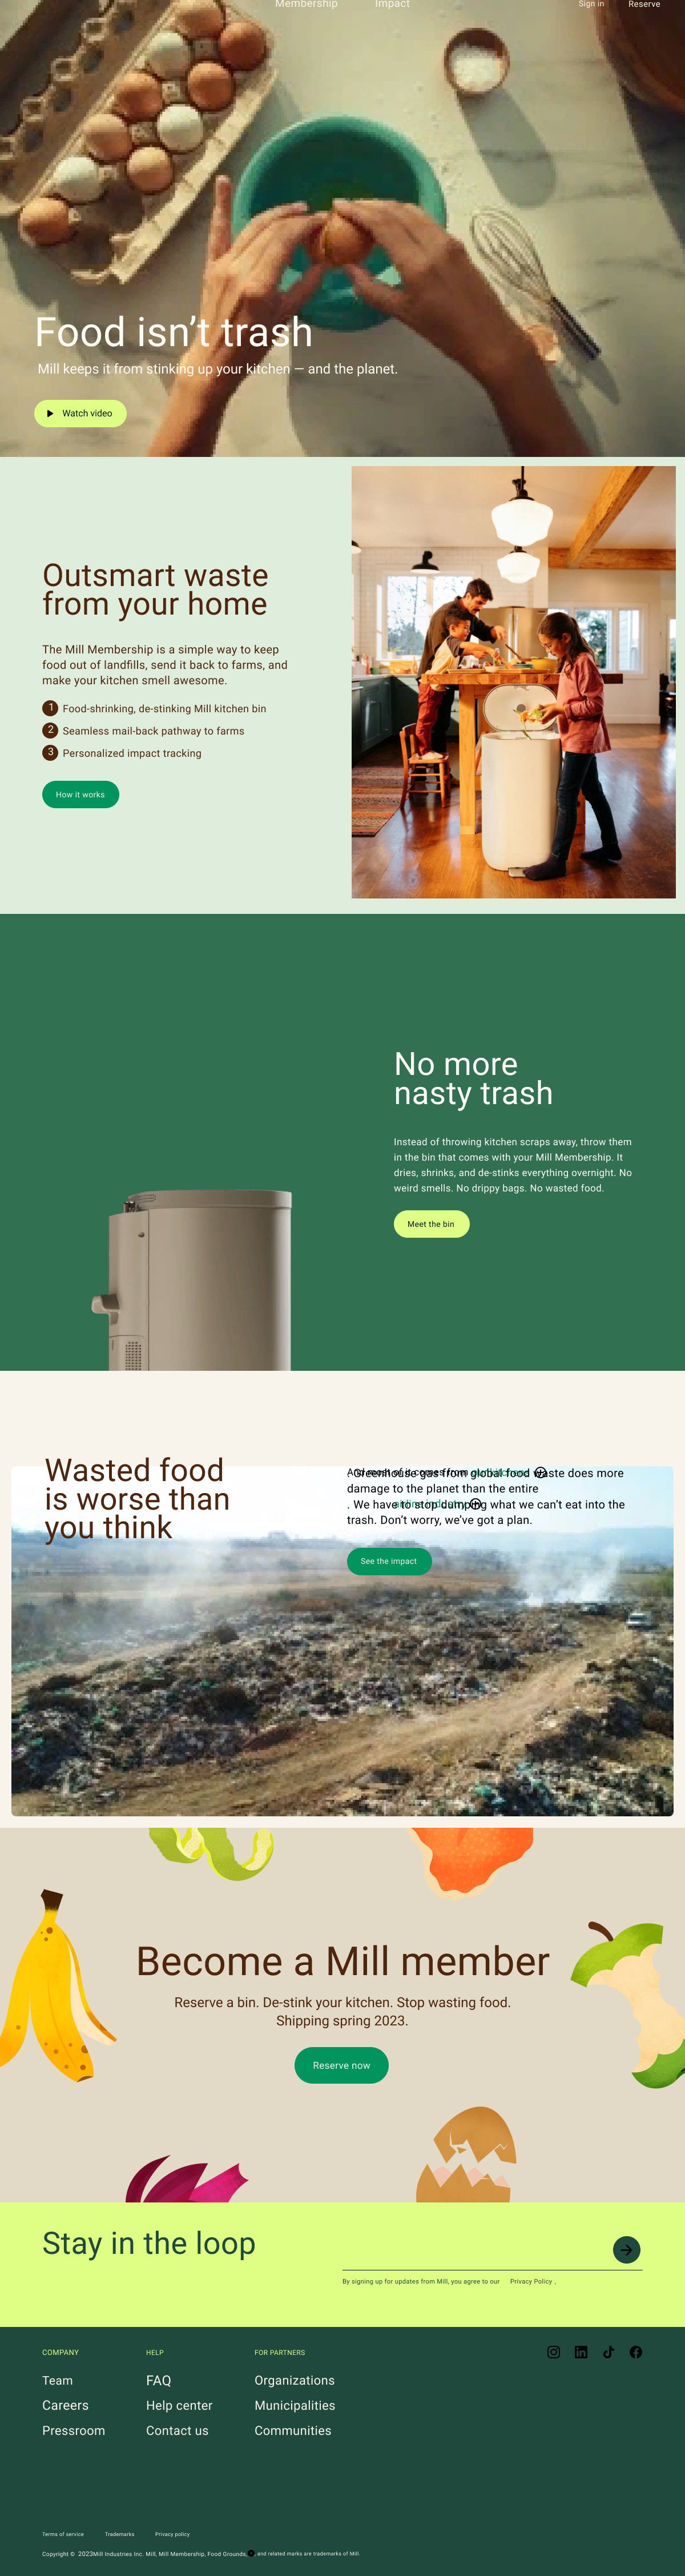 Membership
Impact
Sign in
Reserve
Food isn’t trash
Mill keeps it from stinking up your kitchen — and the planet.
Watch video
Outsmart waste
from your home
The Mill Membership is a simple way to keep
food out of landfills, send it back to farms, and
make your kitchen smell awesome.
1 Food-shrinking, de-stinking Mill kitchen bin
2 Seamless mail-back pathway to farms
3 Personalized impact tracking
How it works
No more
nasty trash
Instead of throwing kitchen scraps away, throw them
in the bin that comes with your Mill Membership. It
dries, shrinks, and de-stinks everything overnight. No
weird smells. No drippy bags. No wasted food.
Meet the bin
Wasted food
is worse than
you think
And most of it comes from
. Greenhouse gas from global food waste does more
damage to the planet than the entire
airline industry
. We have to stop dumping what we can’t eat into the
trash. Don’t worry, we’ve got a plan.
See the impact
Become a Mill member
Reserve a bin. De-stink your kitchen. Stop wasting food.
Shipping spring 2023.
Reserve now
Stay in the loop
By signing up for updates from Mill, you agree to our Privacy Policy .
COMPANY
Team
Careers
Pressroom
HELP
FAQ
Help center
Contact us
FOR PARTNERS
Organizations
Municipalities
Communities
Terms of service
Trademarks
Privacy policy
Copyright © 2023 Mill Industries Inc. Mill, Mill Membership, Food Grounds, and related marks are trademarks of Mill.